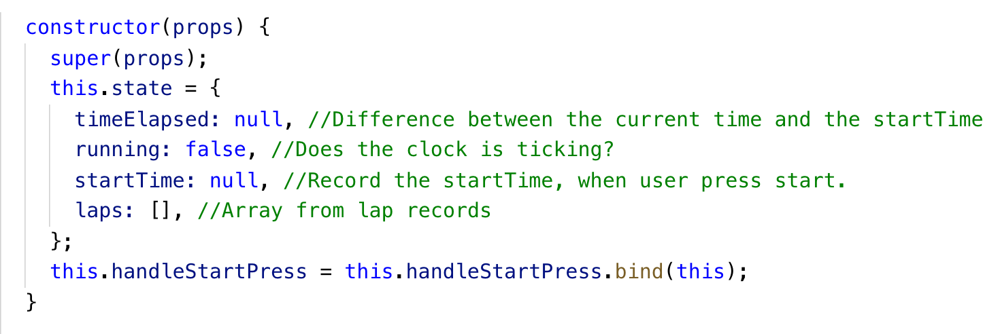 constructor(props) {
super(props);
this.state = {
timeElapsed: null, //Difference between the current time and the startTime
running: false, //Does the clock is ticking?
startTime: null, //Record the startTime, when user press start.
laps: [], //Array from lap records
};
this.handleStartPress = this.handleStartPress.bind(this);
}